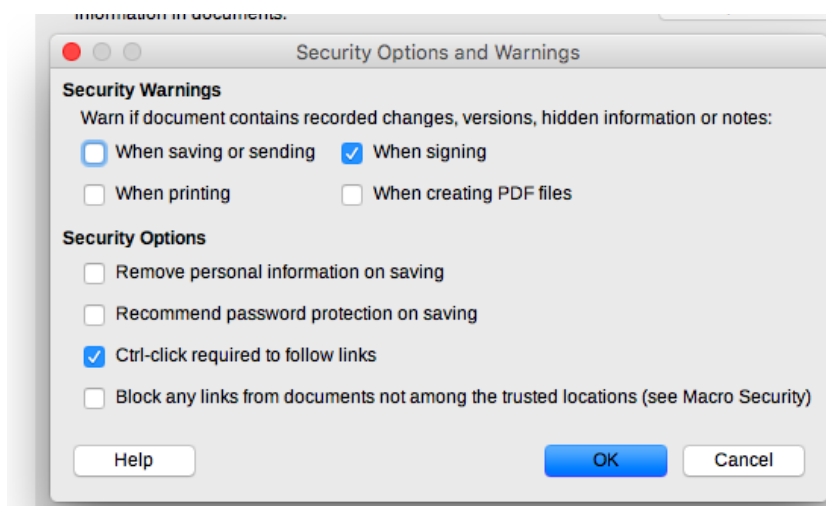 information in documents.
Security Options and Warnings
Security Warnings
Warn if document contains recorded changes, versions, hidden information or notes:
When saving or sending When signing
When printing When creating PDF files
Security Options
Remove personal information on saving
Recommend password protection on saving
Ctrl-click required to follow links
Block any links from documents not among the trusted locations (see Macro Security)
Help OK Cancel